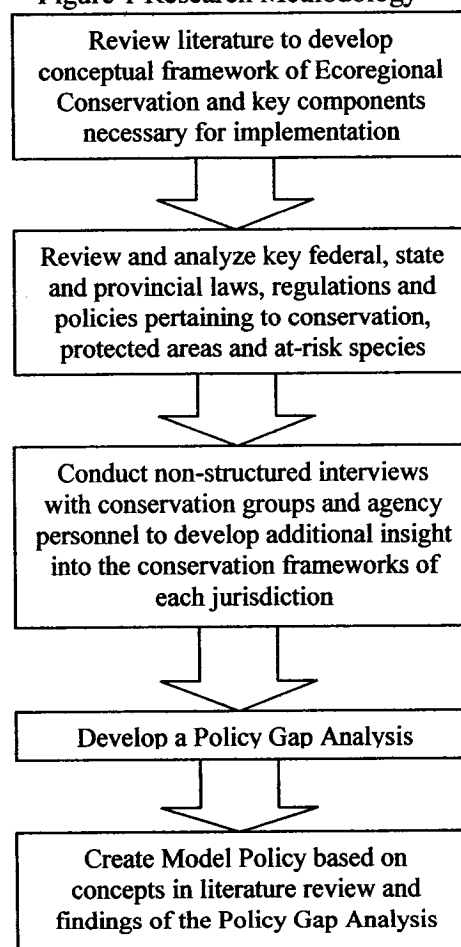 Figure 1 Research Methodology
Review literature to develop
conceptual framework of Ecoregional
Conservation and key components
necessary for implementation
Review and analyze key federal, state
and provincial laws, regulations and
policies pertaining to conservation,
protected areas and at-risk species
Conduct non-structured interviews
with conservation groups and agency
personnel to develop additional insight
into the conservation frameworks of
each jurisdiction
Develop a Policy Gap Analysis
Create Model Policy based on
concepts in literature review and
findings of the Policy Gap Analysis